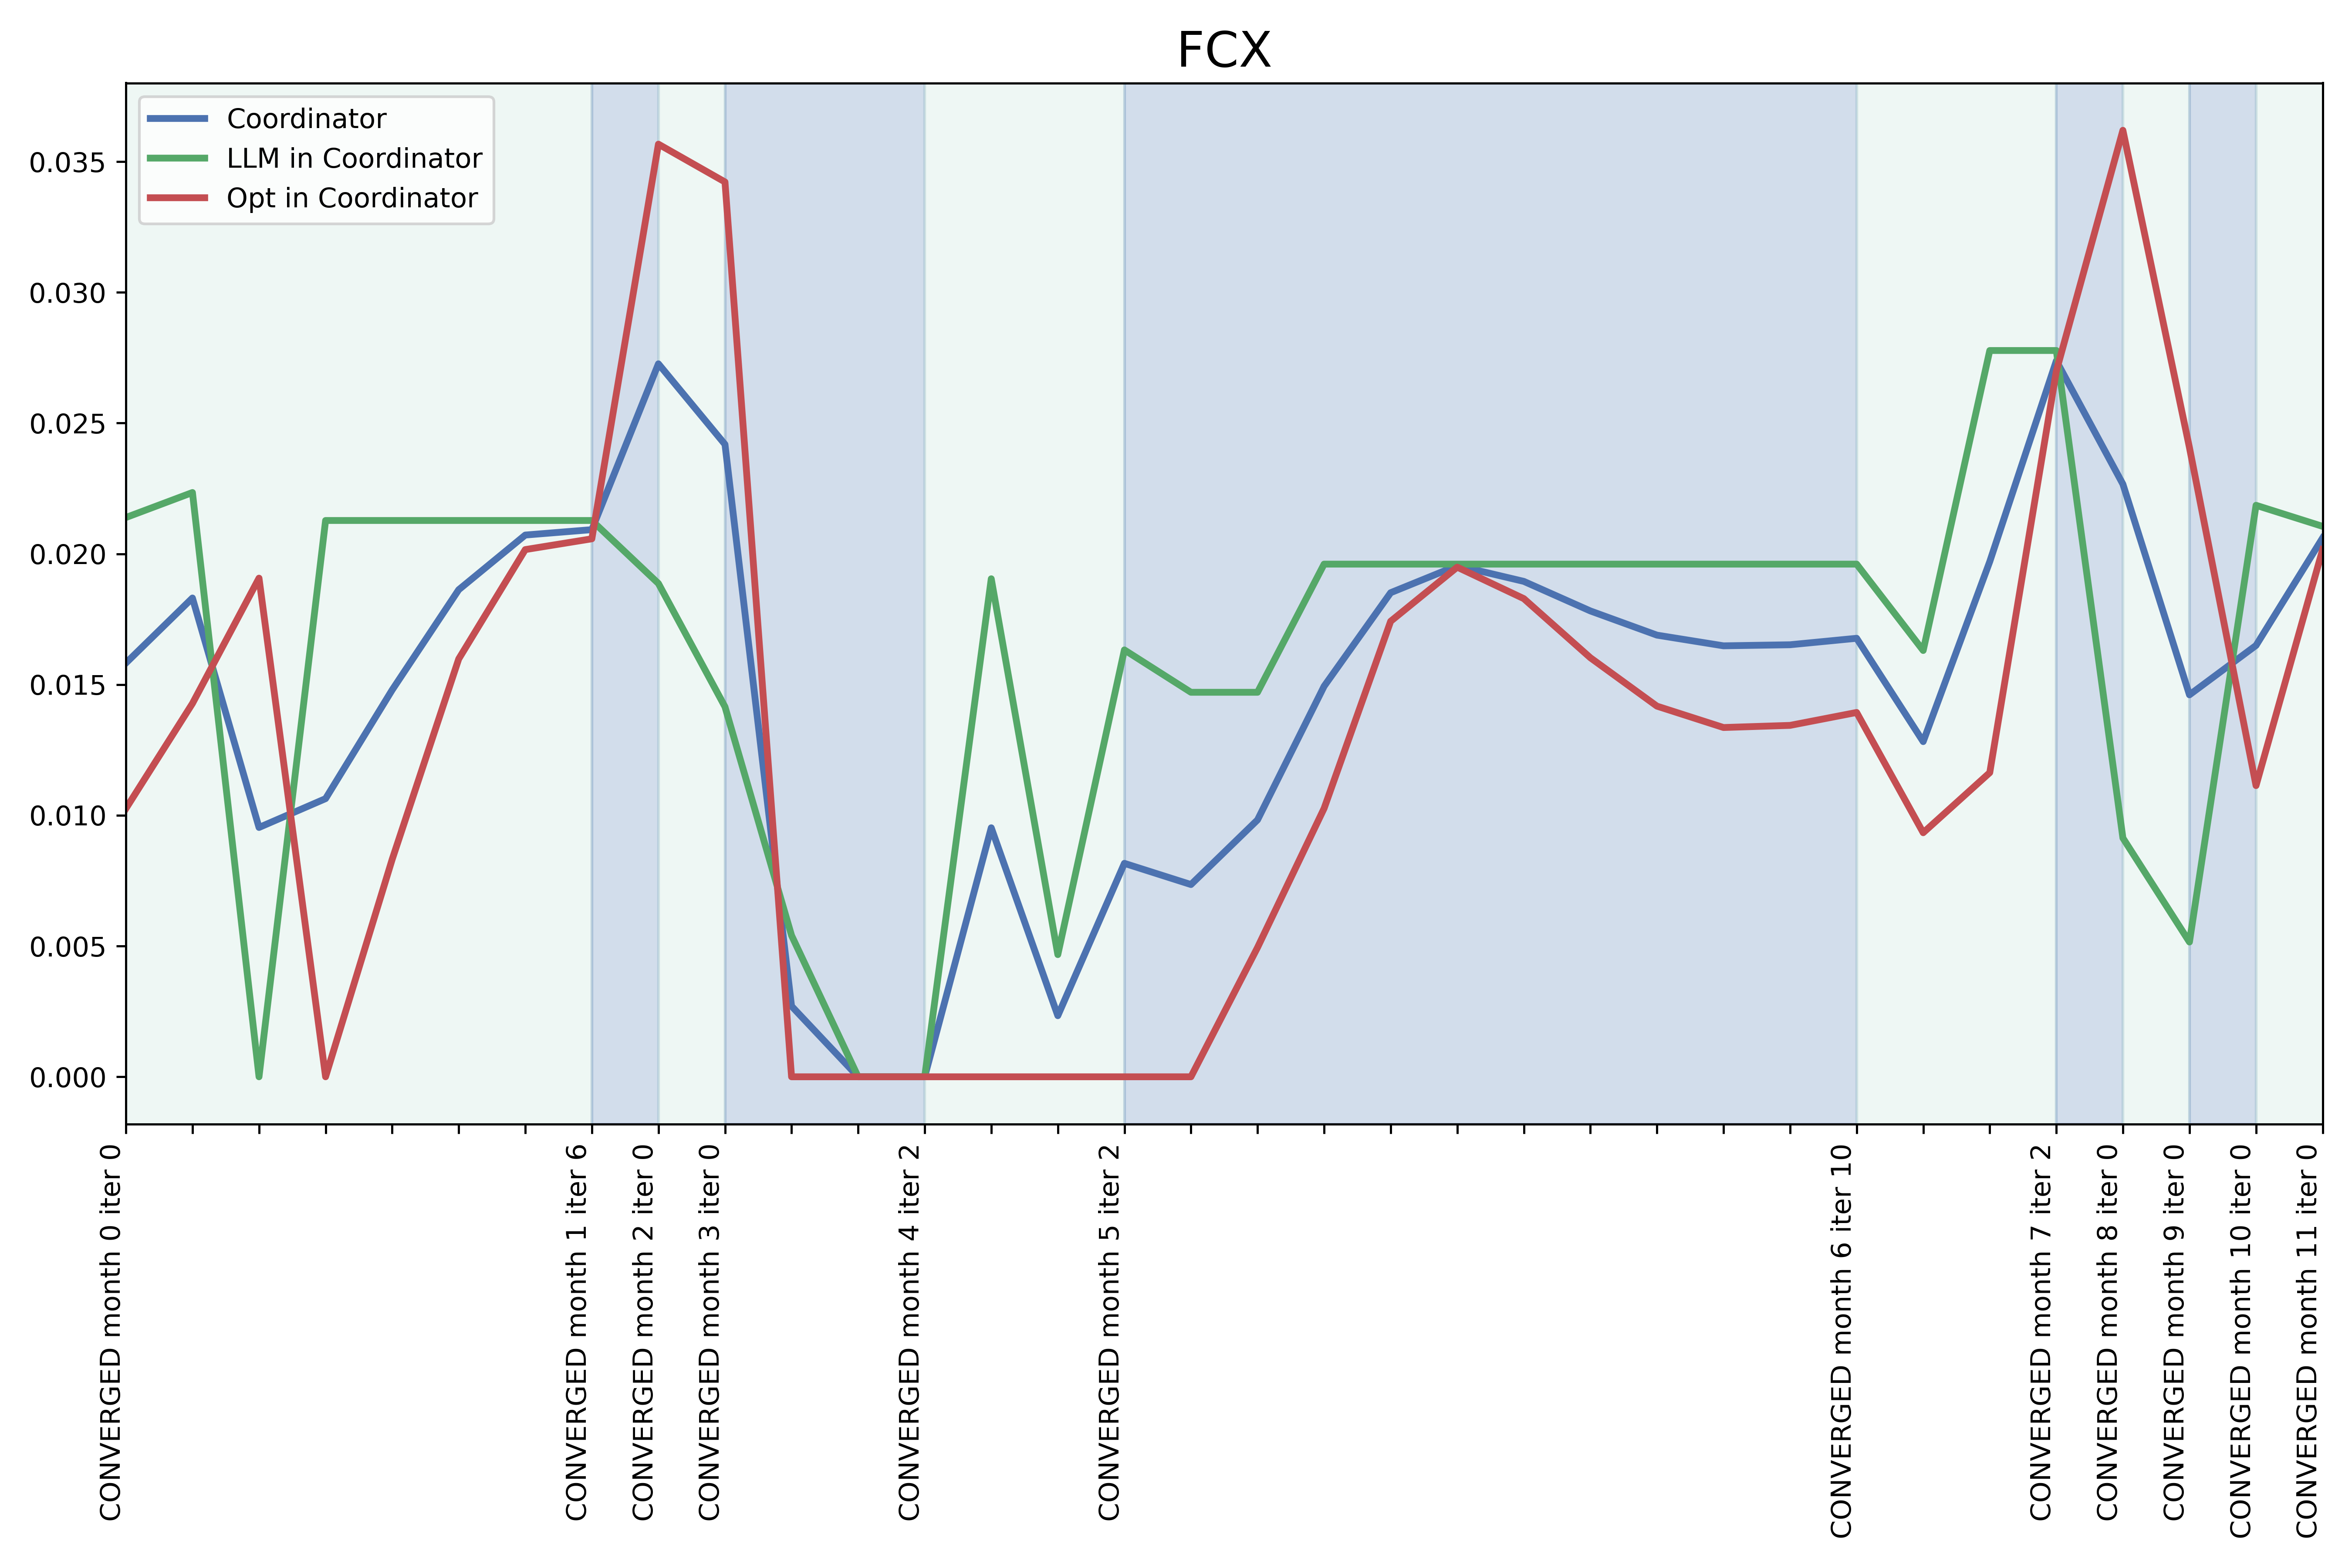 FCX
Coordinator
LLM in Coordinator
Opt in Coordinator
0.035
0.030
0.025
0.020
0.015
0.010
0.005
0.000
CONVERGED month 0 iter 0
CONVERGED month 1 iter 6
CONVERGED month 2 iter 0
CONVERGED month 3 iter 0
CONVERGED month 4 iter 2
CONVERGED month 5 iter 2
CONVERGED month 6 iter 10
CONVERGED month 7 iter 2
CONVERGED month 8 iter 0
CONVERGED month 9 iter 0
CONVERGED month 10 iter 0
CONVERGED month 11 iter 0